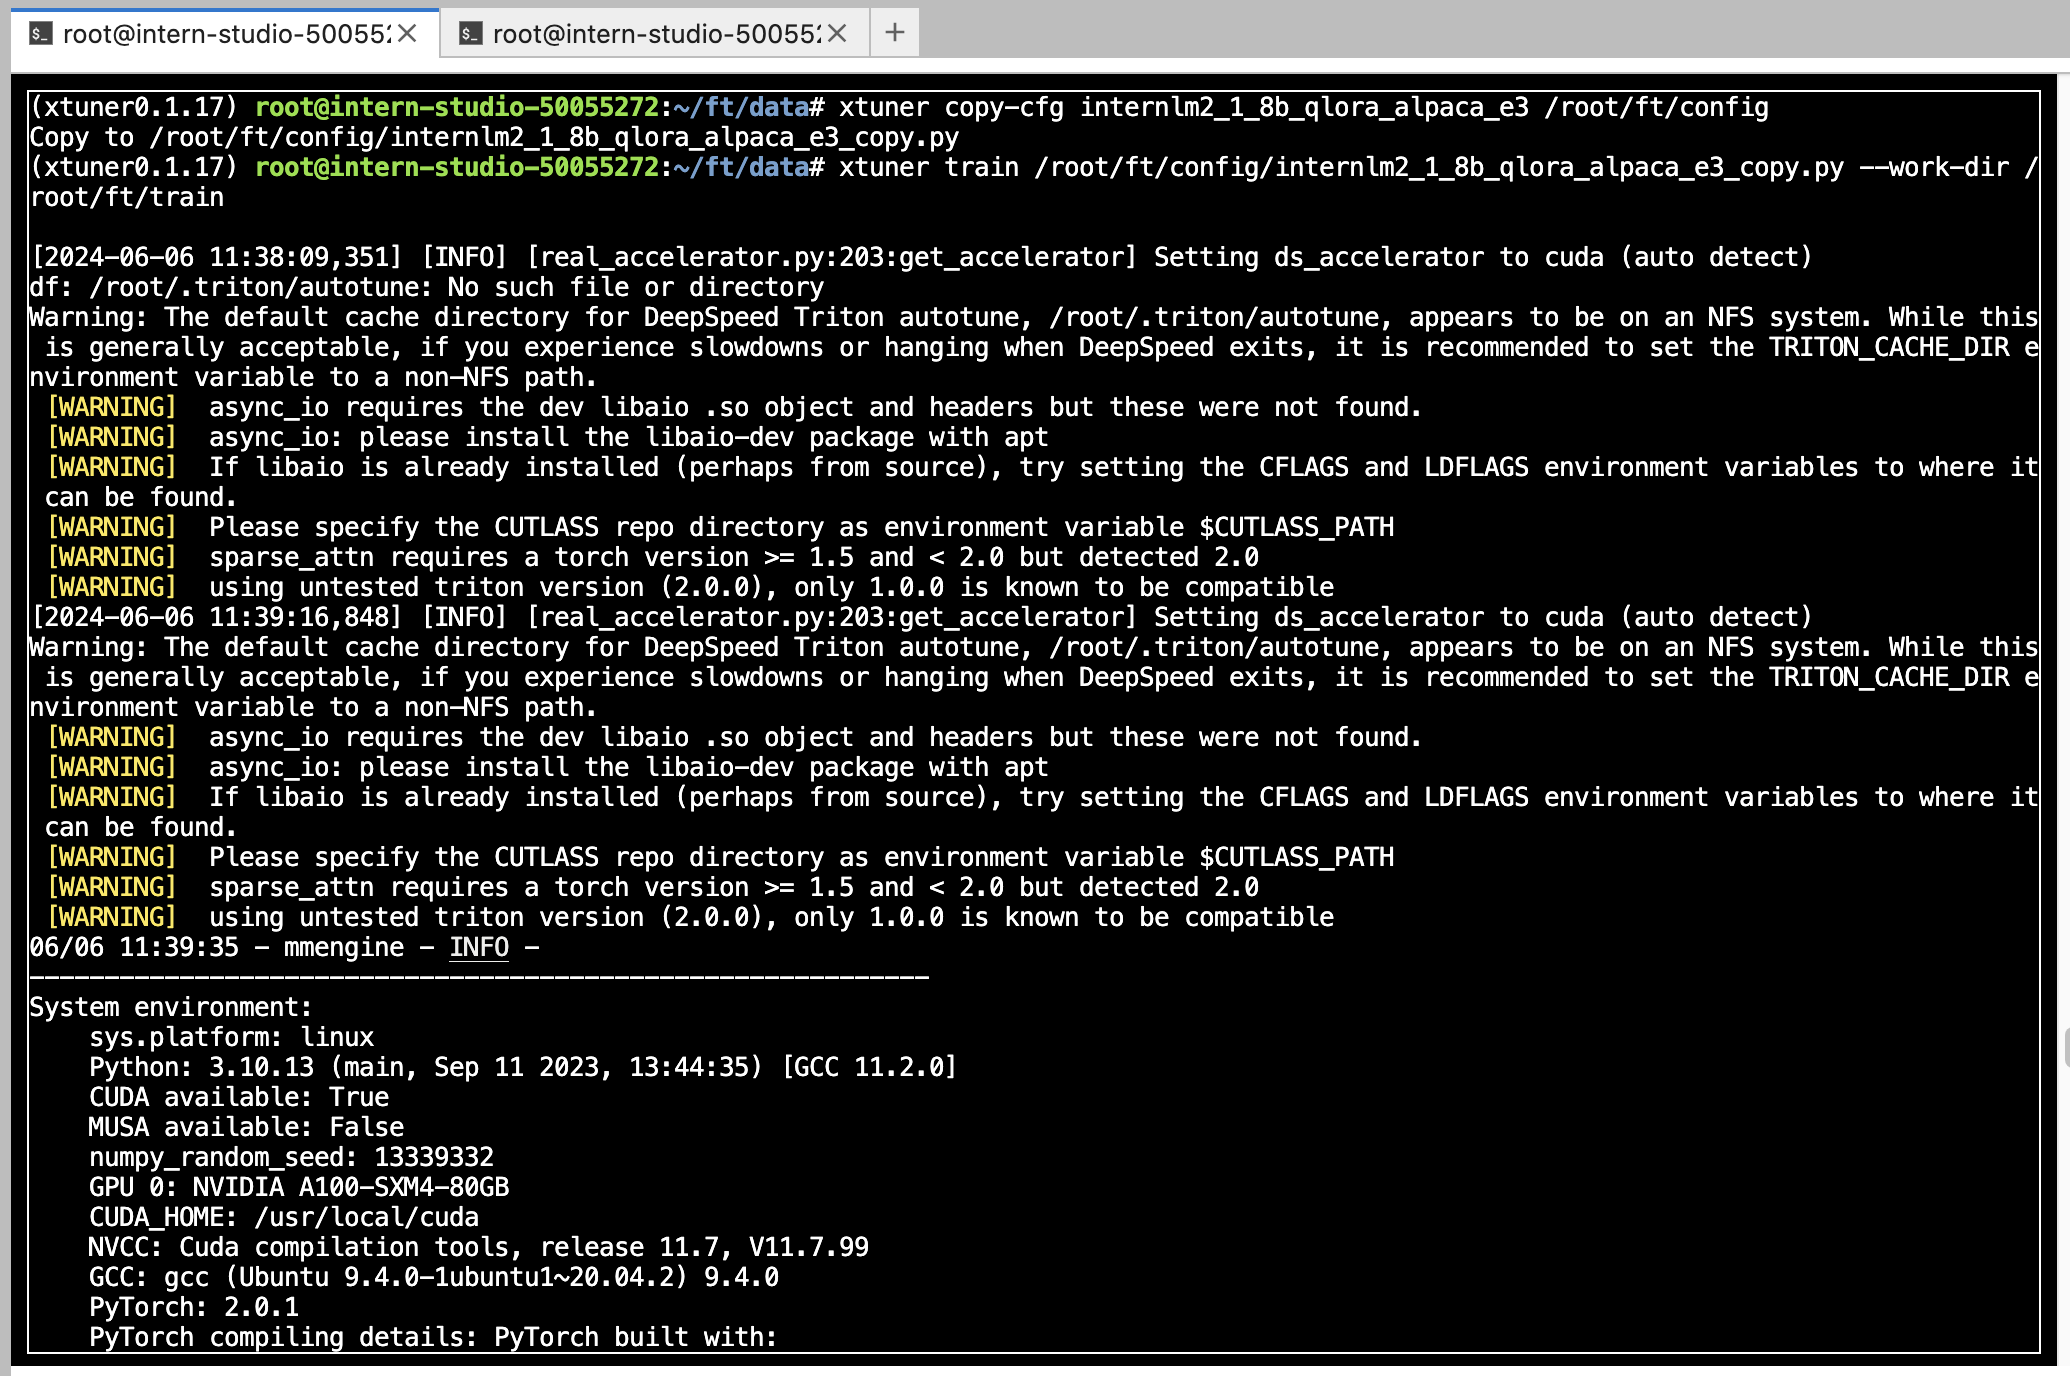 root@intern-studio-50055
root@intern-studio-50055
(xtuner0.1.17) root@intern-studio-50055272:~/ft/data# xtuner copy-cfg internlm2_1_8b_qlora_alpaca_e3 /root/ft/config
Copy to /root/ft/config/internlm2_1_8b_qlora_alpaca_e3_copy.py
(xtuner0.1.17) root@intern-studio-50055272:~/ft/data# xtuner train /root/ft/config/internlm2_1_8b_qlora_alpaca_e3_copy.py --work-dir /
root/ft/train
[2024-06-06 11:38:09,351] [INFO] [real_accelerator.py:203:get_accelerator] Setting ds_accelerator to cuda (auto detect)
df: /root/.triton/autotune: No such file or directory
Warning: The default cache directory for DeepSpeed Triton autotune, /root/.triton/autotune, appears to be on an NFS system. While this
is generally acceptable, if you experience slowdowns or hanging when DeepSpeed exits, it is recommended to set the TRITON_CACHE_DIR e
nvironment variable to a non-NFS path.
[WARNING]  async_io requires the dev libaio .so object and headers but these were not found.
[WARNING]  async_io: please install the libaio-dev package with apt
[WARNING]  If libaio is already installed (perhaps from source), try setting the CFLAGS and LDFLAGS environment variables to where it
can be found.
[WARNING]  Please specify the CUTLASS repo directory as environment variable $CUTLASS_PATH
[WARNING]  sparse_attn requires a torch version >= 1.5 and < 2.0 but detected 2.0
[WARNING]  using untested triton version (2.0.0), only 1.0.0 is known to be compatible
[2024-06-06 11:39:16,848] [INFO] [real_accelerator.py:203:get_accelerator] Setting ds_accelerator to cuda (auto detect)
Warning: The default cache directory for DeepSpeed Triton autotune, /root/.triton/autotune, appears to be on an NFS system. While this
is generally acceptable, if you experience slowdowns or hanging when DeepSpeed exits, it is recommended to set the TRITON_CACHE_DIR e
nvironment variable to a non-NFS path.
[WARNING]  async_io requires the dev libaio .so object and headers but these were not found.
[WARNING]  async_io: please install the libaio-dev package with apt
[WARNING]  If libaio is already installed (perhaps from source), try setting the CFLAGS and LDFLAGS environment variables to where it
can be found.
[WARNING]  Please specify the CUTLASS repo directory as environment variable $CUTLASS_PATH
[WARNING]  sparse_attn requires a torch version >= 1.5 and < 2.0 but detected 2.0
[WARNING]  using untested triton version (2.0.0), only 1.0.0 is known to be compatible
06/06 11:39:35 - mmengine - INFO -
------------------------------------------------------------
System environment:
sys.platform: linux
Python: 3.10.13 (main, Sep 11 2023, 13:44:35) [GCC 11.2.0]
CUDA available: True
MUSA available: False
numpy_random_seed: 13339332
GPU 0: NVIDIA A100-SXM4-80GB
CUDA_HOME: /usr/local/cuda
NVCC: Cuda compilation tools, release 11.7, V11.7.99
GCC: gcc (Ubuntu 9.4.0-1ubuntu1~20.04.2) 9.4.0
PyTorch: 2.0.1
PyTorch compiling details: PyTorch built with: